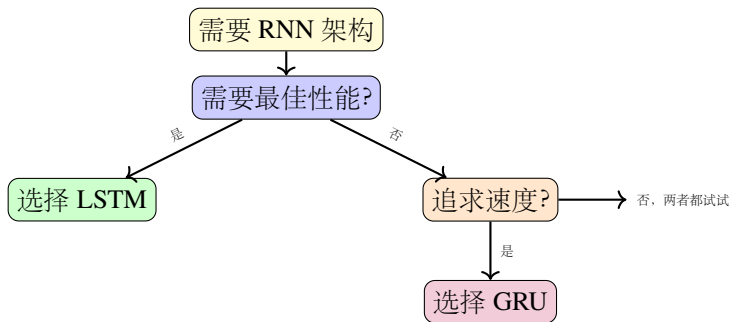 需要 RNN 架构
需要最佳性能?
是
否
选择 LSTM
追求速度?
否，两者都试试
是
选择 GRU